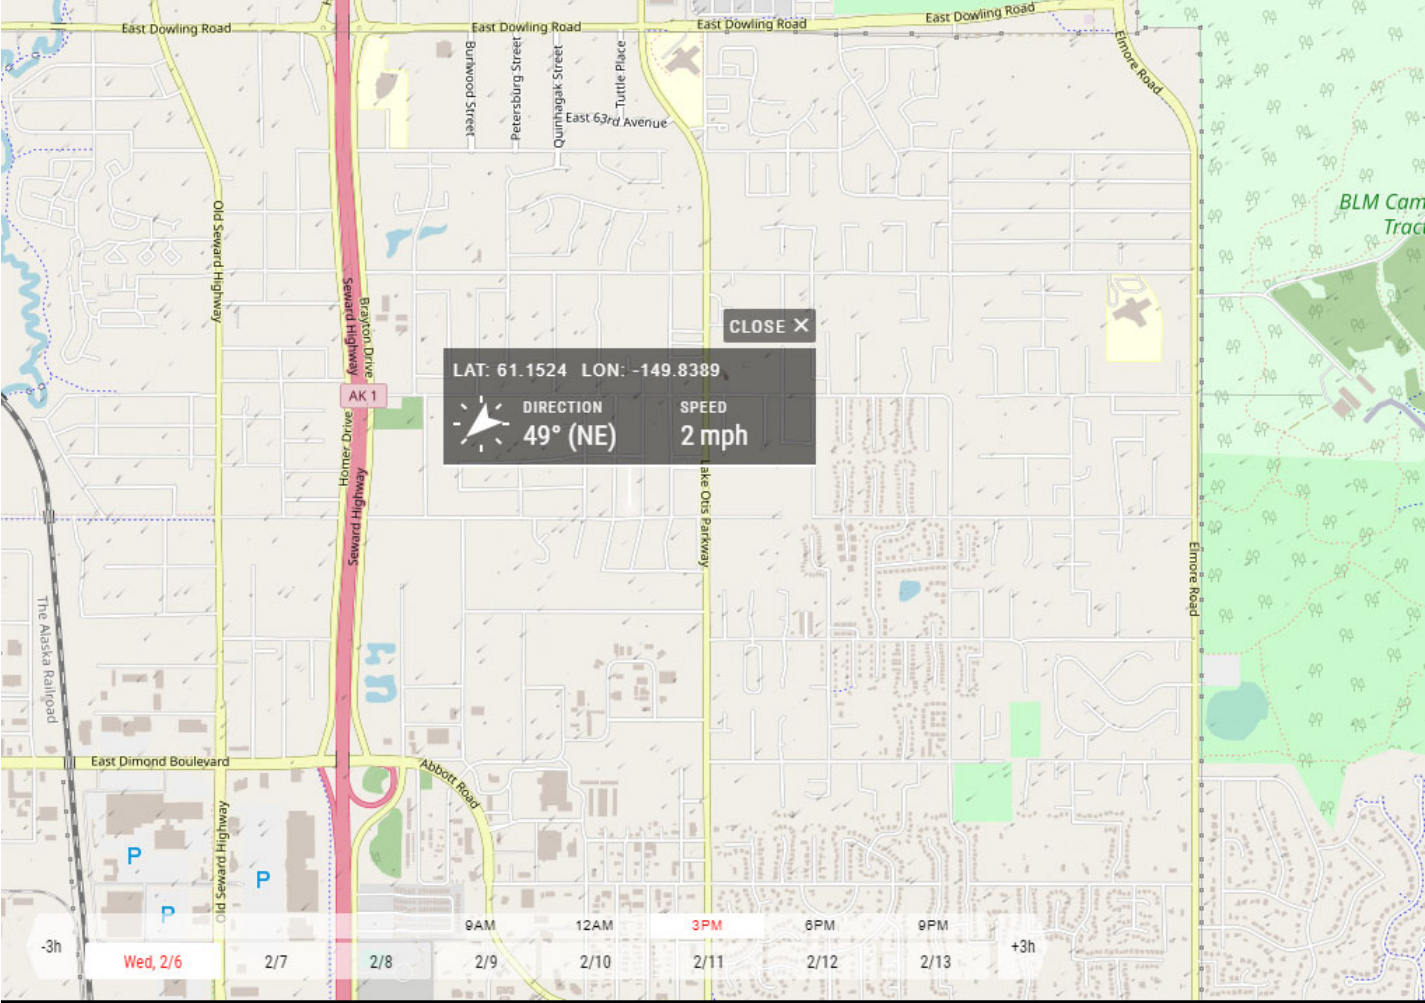 East Dowling Road
East Dowling Road
East Dowling Road
East Dowling Road
Elmore Road
Burlwood Street
Petersburg Street
Quinhagak Street
Tuttle Place
East 63rd Avenue
BLM Cam
Tract
Old Seward Highway
Seward Highway
Brayton Drive
CLOSE ×
LAT: 61.1524 LON: -149.8389
DIRECTION SPEED
49° (NE) 2 mph
AK 1
Homer Drive
Seward Highway
Lake Otis Parkway
Elmore Road
The Alaska Railroad
East Dimond Boulevard
Abbott Road
Old Seward Highway
P
P
P
9AM 12AM 3PM 6PM 9PM
-3h +3h
Wed, 2/6 2/7 2/8 2/9 2/10 2/11 2/12 2/13